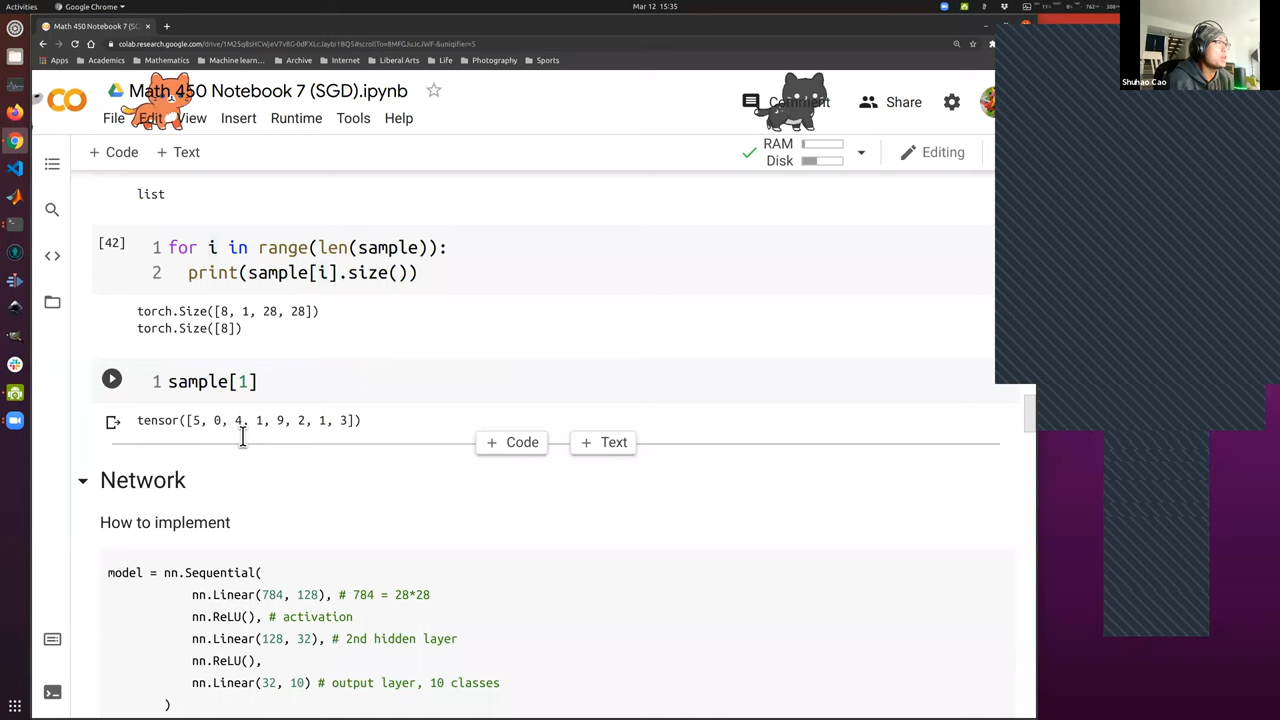 Activities Google Chrome Mar 12 15:35
Math 450 Notebook 7 (SG
colab.research.google.com
Apps Academics Mathematics Machine learn... Archive Internet Liberal Arts Life Photography Sports
Math 450 Notebook 7 (SGD).ipynb
Comment Share
File Edit View Insert Runtime Tools Help
+ Code + Text RAM Disk Editing
list
[42] 1 for i in range(len(sample)):
2 print(sample[i].size())
torch.Size([8, 1, 28, 28])
torch.Size([8])
1 sample[1]
tensor([5, 0, 4, 1, 9, 2, 1, 3])
+ Code + Text
Network
How to implement
model = nn.Sequential(
nn.Linear(784, 128), # 784 = 28*28
nn.ReLU(), # activation
nn.Linear(128, 32), # 2nd hidden layer
nn.ReLU(),
nn.Linear(32, 10) # output layer, 10 classes
)
Shuhao Cao